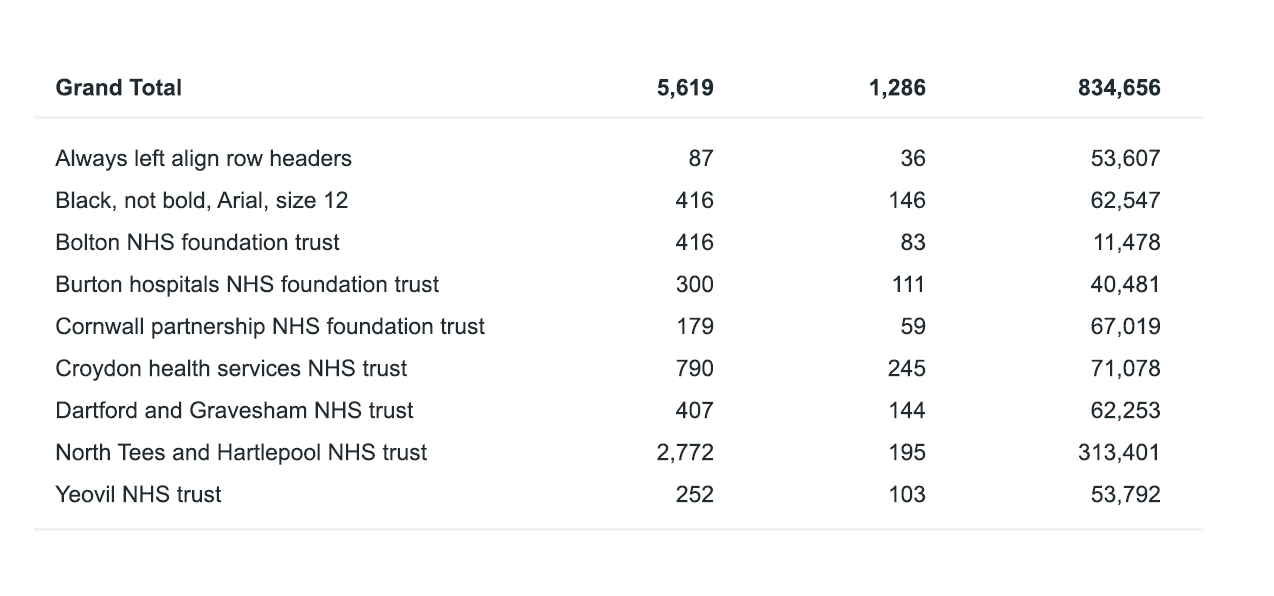 Grand Total 5,619 1,286 834,656
Always left align row headers 87 36 53,607
Black, not bold, Arial, size 12 416 146 62,547
Bolton NHS foundation trust 416 83 11,478
Burton hospitals NHS foundation trust 300 111 40,481
Cornwall partnership NHS foundation trust 179 59 67,019
Croydon health services NHS trust 790 245 71,078
Dartford and Gravesham NHS trust 407 144 62,253
North Tees and Hartlepool NHS trust 2,772 195 313,401
Yeovil NHS trust 252 103 53,792